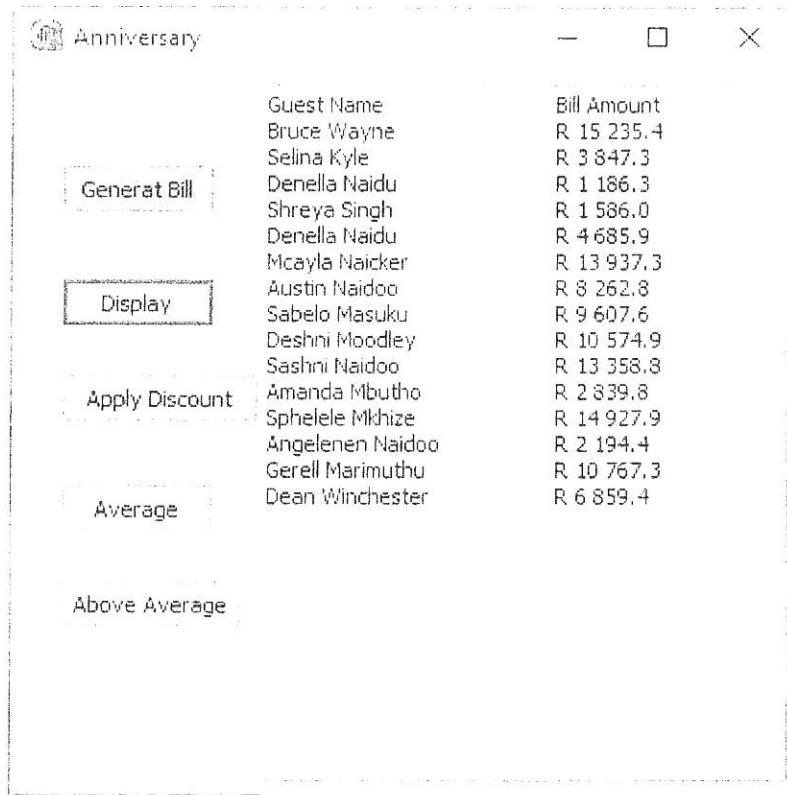 Anniversary
Guest Name Bill Amount
Bruce Wayne R 15 235.4
Selina Kyle R 3 847.3
Denella Naidu R 1 186.3
Shreya Singh R 1 586.0
Denella Naidu R 4 685.9
Mcayla Naicker R 13 937.3
Austin Naidoo R 8 262.8
Sabelo Masuku R 9 607.6
Deshni Moodley R 10 574.9
Sashni Naidoo R 13 358.8
Amanda Mbutho R 2 839.8
Sphelele Mkhize R 14 927.9
Angelenen Naidoo R 2 194.4
Gerell Marimuthu R 10 767.3
Dean Winchester R 6 859.4
Generat Bill
Display
Apply Discount
Average
Above Average